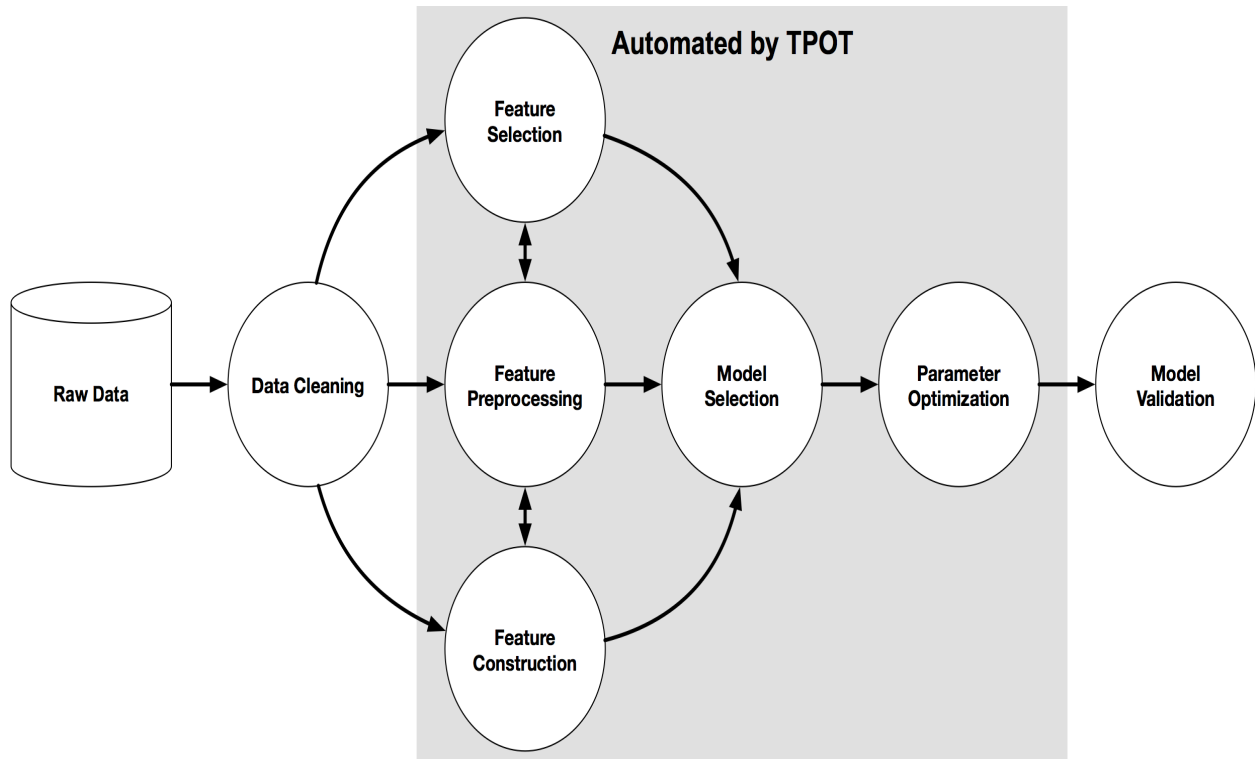 Automated by TPOT
Feature
Selection
Raw Data
Data Cleaning
Feature
Preprocessing
Model
Selection
Parameter
Optimization
Model
Validation
Feature
Construction